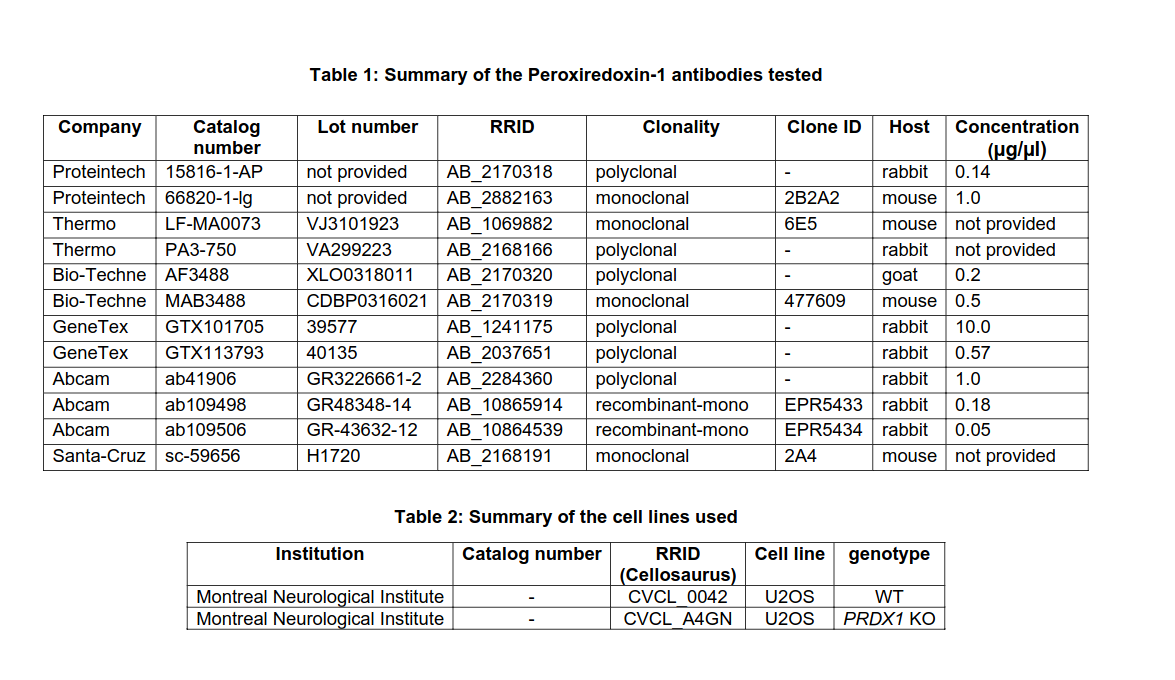 Table 1: Summary of the Peroxiredoxin-1 antibodies tested
Company Catalog number Lot number RRID Clonality Clone ID Host Concentration (µg/µl)
Proteintech 15816-1-AP not provided AB_2170318 polyclonal - rabbit 0.14
Proteintech 66820-1-Ig not provided AB_2882163 monoclonal 2B2A2 mouse 1.0
Thermo LF-MA0073 VJ3101923 AB_1069882 monoclonal 6E5 mouse not provided
Thermo PA3-750 VA299223 AB_2168166 polyclonal - rabbit not provided
Bio-Techne AF3488 XLO0318011 AB_2170320 polyclonal - goat 0.2
Bio-Techne MAB3488 CDBP0316021 AB_2170319 monoclonal 477609 mouse 0.5
GeneTex GTX101705 39577 AB_1241175 polyclonal - rabbit 10.0
GeneTex GTX113793 40135 AB_2037651 polyclonal - rabbit 0.57
Abcam ab41906 GR3226661-2 AB_2284360 polyclonal - rabbit 1.0
Abcam ab109498 GR48348-14 AB_10865914 recombinant-mono EPR5433 rabbit 0.18
Abcam ab109506 GR-43632-12 AB_10864539 recombinant-mono EPR5434 rabbit 0.05
Santa-Cruz sc-59656 H1720 AB_2168191 monoclonal 2A4 mouse not provided
Table 2: Summary of the cell lines used
Institution Catalog number RRID (Cellosaurus) Cell line genotype
Montreal Neurological Institute - CVCL_0042 U2OS WT
Montreal Neurological Institute - CVCL_A4GN U2OS PRDX1 KO